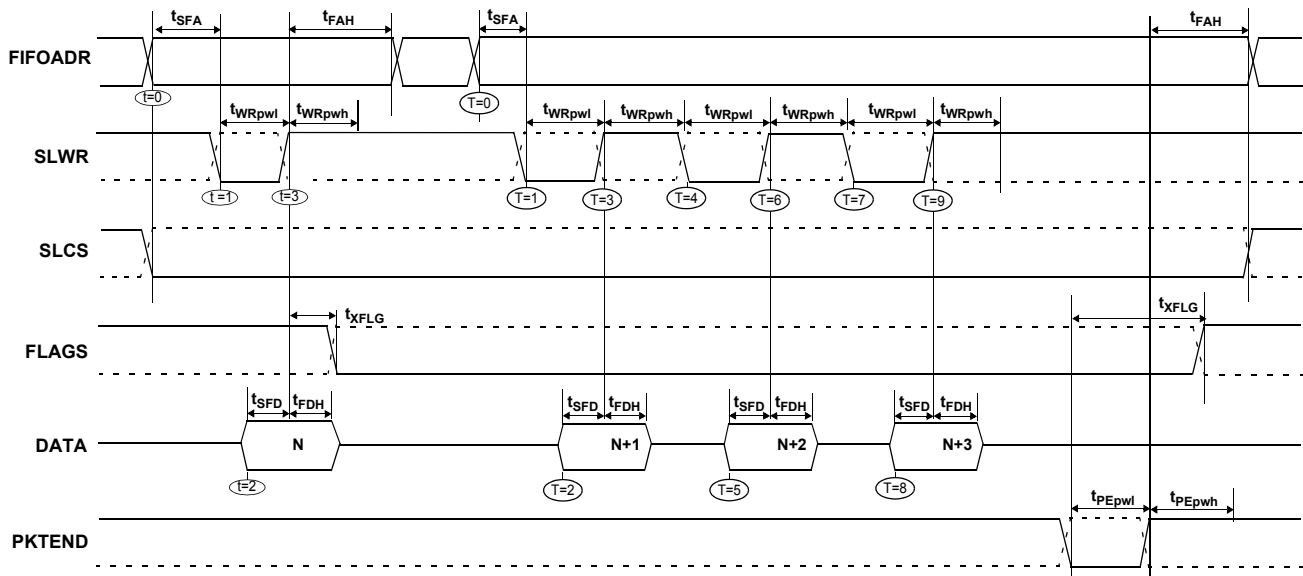 tSFA tFAH tSFA tFAH
FIFOADR
t=0 T=0
tWRpwl tWRpwh tWRpwl tWRpwh tWRpwl tWRpwh tWRpwl tWRpwh
SLWR
t =1 t=3 T=1 T=3 T=4 T=6 T=7 T=9
SLCS
tXFLG tXFLG
FLAGS
tSFD tFDH tSFD tFDH tSFD tFDH tSFD tFDH
DATA N N+1 N+2 N+3
t=2 T=2 T=5 T=8
tPEpwl tPEpwh
PKTEND